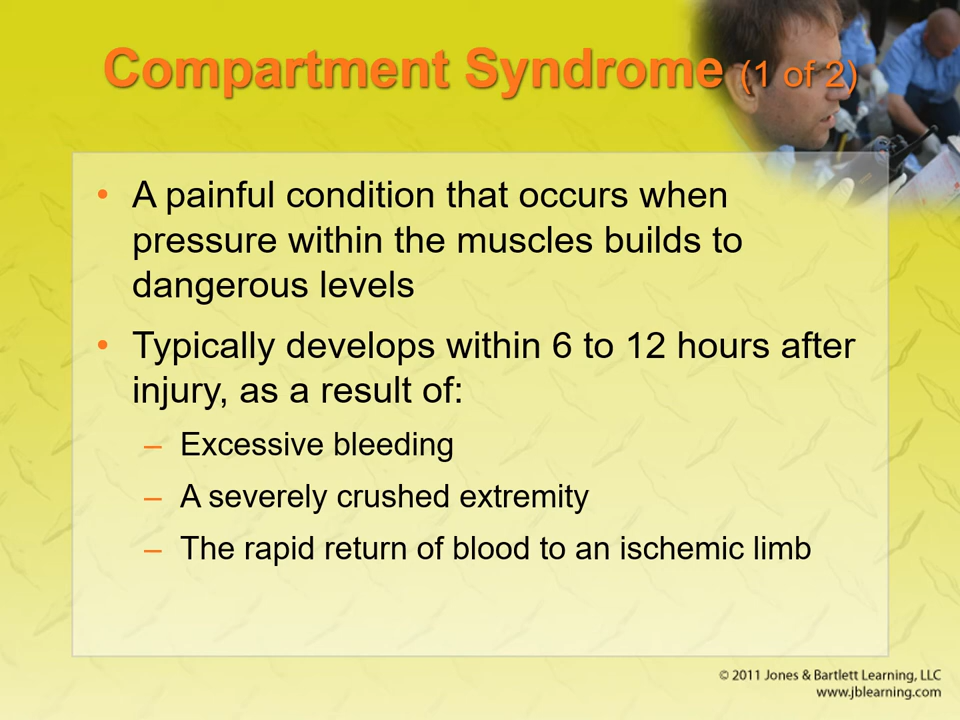 Compartment Syndrome (1 of 2)
• A painful condition that occurs when
pressure within the muscles builds to
dangerous levels
• Typically develops within 6 to 12 hours after
injury, as a result of:
– Excessive bleeding
– A severely crushed extremity
– The rapid return of blood to an ischemic limb
© 2011 Jones & Bartlett Learning, LLC
www.jblearning.com